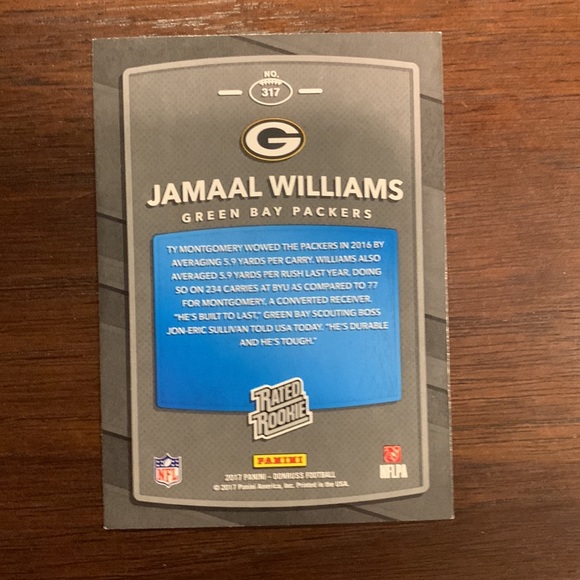 NO.
317
G
JAMAAL WILLIAMS
GREEN BAY PACKERS
TY MONTGOMERY WOWED THE PACKERS IN 2016 BY
AVERAGING 5.9 YARDS PER CARRY. WILLIAMS ALSO
AVERAGED 5.9 YARDS PER RUSH LAST YEAR, DOING
SO ON 234 CARRIES AT BYU AS COMPARED TO 77
FOR MONTGOMERY, A CONVERTED RECEIVER.
"HE'S BUILT TO LAST," GREEN BAY SCOUTING BOSS
JON-ERIC SULLIVAN TOLD USA TODAY. "HE'S DURABLE
AND HE'S TOUGH."
RATED
ROOKIE
PANINI
NFL
NFLPA
2017 PANINI – DONRUSS FOOTBALL
© 2017 Panini America, Inc. Printed in the USA.